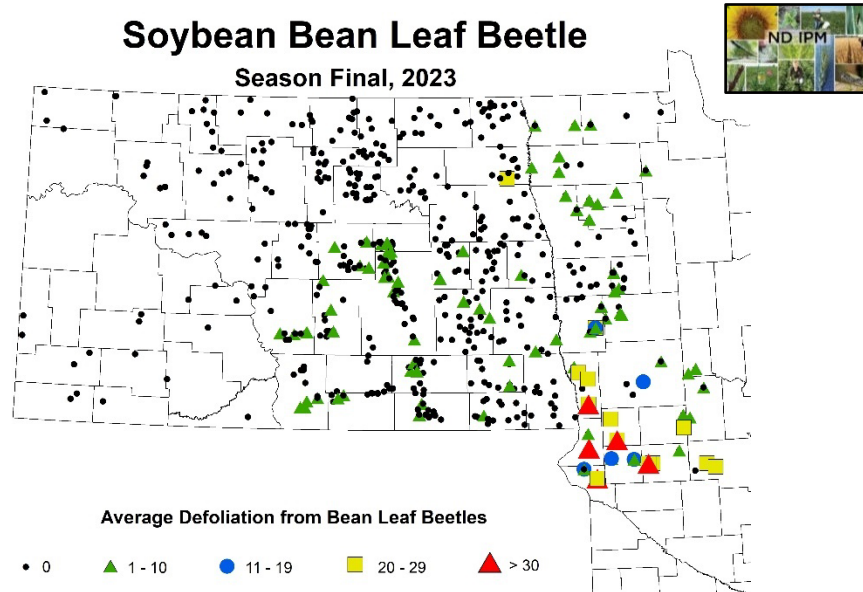 Soybean Bean Leaf Beetle
ND IPM
Season Final, 2023
Average Defoliation from Bean Leaf Beetles
0
1 - 10
11 - 19
20 - 29
> 30